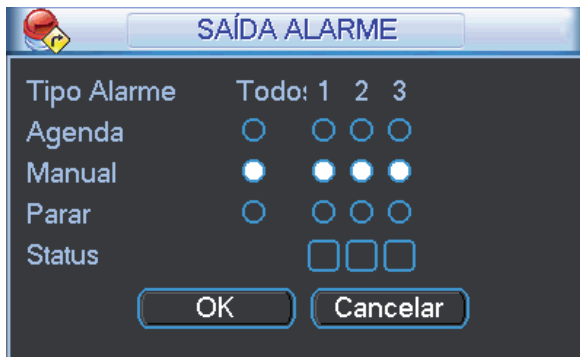 SAÍDA ALARME
Tipo Alarme Todos 1 2 3
Agenda
Manual
Parar
Status
OK Cancelar